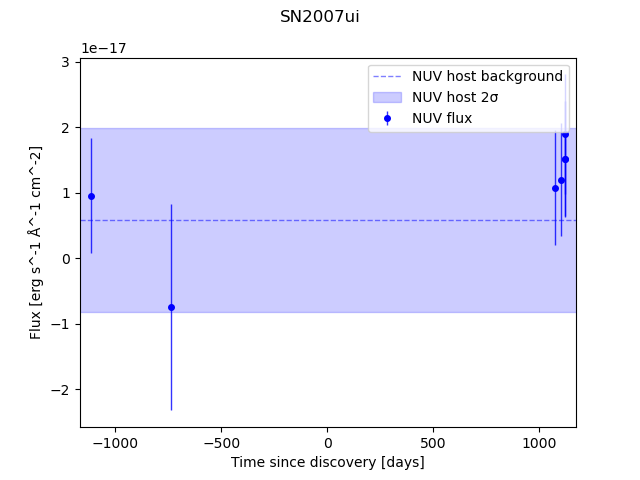 SN2007ui
1e−17
NUV host background
NUV host 2σ
NUV flux
3
2
1
0
−1
−2
Flux [erg s^-1 Å^-1 cm^-2]
−1000
−500
0
500
1000
Time since discovery [days]